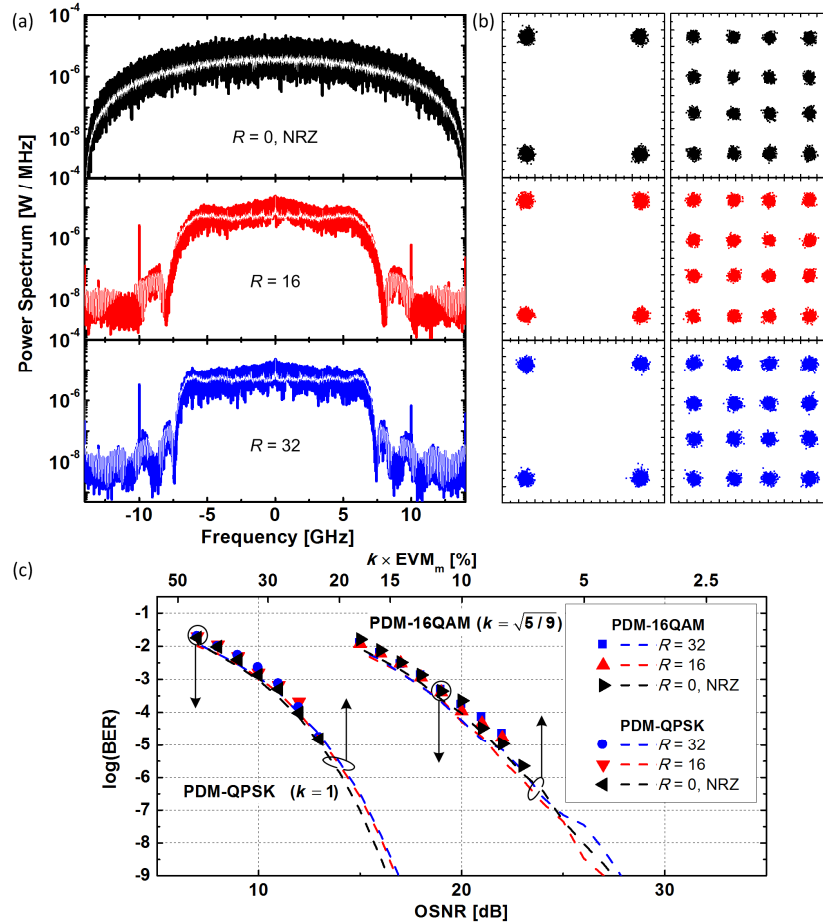 (a)
(b)
Power Spectrum [W / MHz]
10⁻⁴
10⁻⁶
10⁻⁸
R = 0, NRZ
10⁻⁴
10⁻⁶
10⁻⁸
R = 16
10⁻⁴
10⁻⁶
10⁻⁸
R = 32
-10 -5 0 5 10
Frequency [GHz]
(c)
k × EVMₘ [%]
50 40 30 20 15 10 5 2.5
log(BER)
-1
-2
-3
-4
-5
-6
-7
-8
-9
PDM-16QAM (k = √5 / 9)
PDM-QPSK (k = 1)
PDM-16QAM
R = 32
R = 16
R = 0, NRZ
PDM-QPSK
R = 32
R = 16
R = 0, NRZ
10 20 30
OSNR [dB]